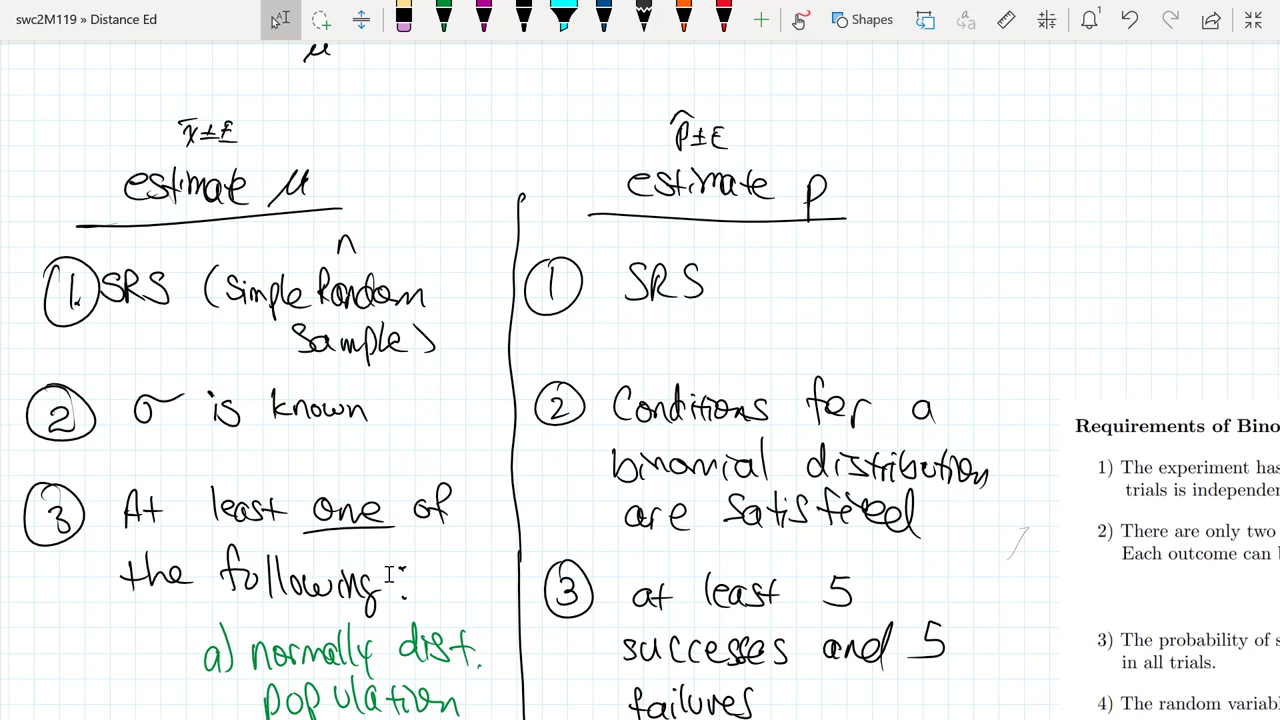 swc2M119 » Distance Ed
Shapes
μ
x̄ ± E
estimate μ
n
1. SRS (Simple Random
Sample)
2 σ is known
3 At least one of
the following:
a) normally dist.
population
p̂ ± E
estimate p
1 SRS
2 Conditions for a
binomial distribution
are satisfied
3 at least 5
successes and 5
failures
Requirements of Bino
1) The experiment has
trials is independen
2) There are only two
Each outcome can
3) The probability of s
in all trials.
4) The random variabl